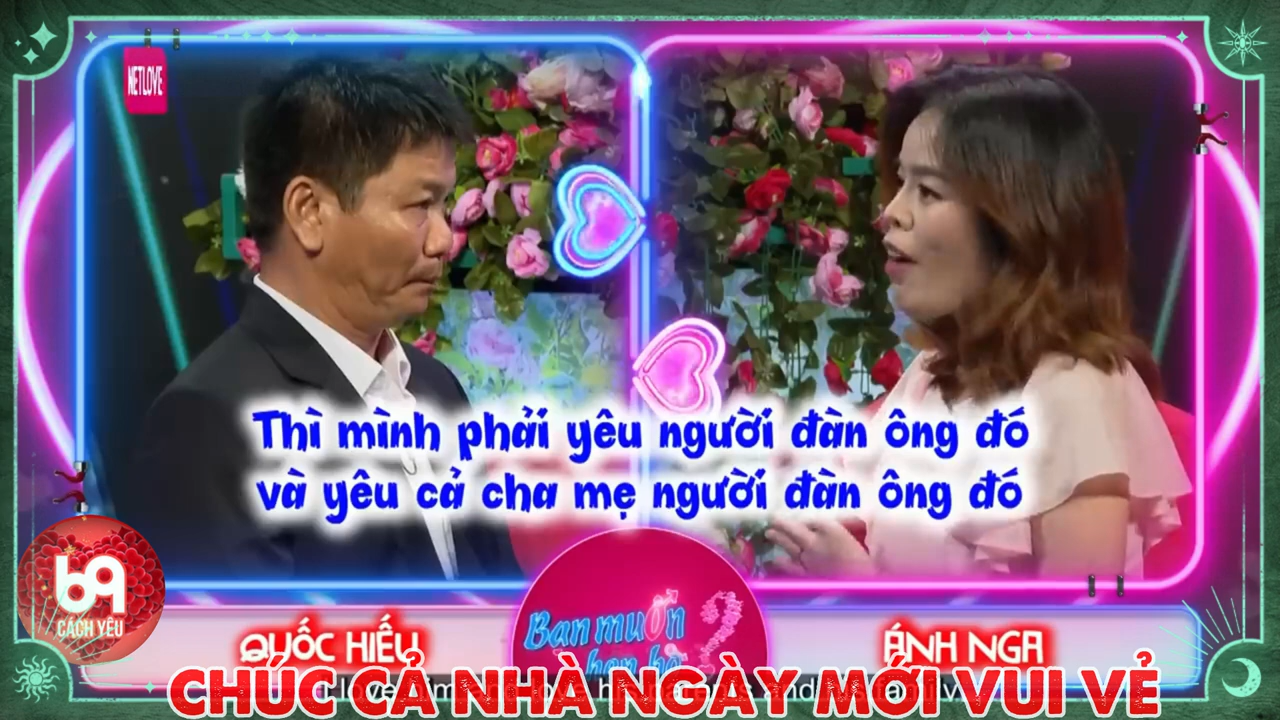 NETLOVE
Thì mình phải yêu người đàn ông đó
và yêu cả cha mẹ người đàn ông đó
69
CÁCH YÊU
Bạn muốn
hẹn hò
?
QUỐC HIẾU
ÁNH NGA
CHÚC CẢ NHÀ NGÀY MỚI VUI VẺ